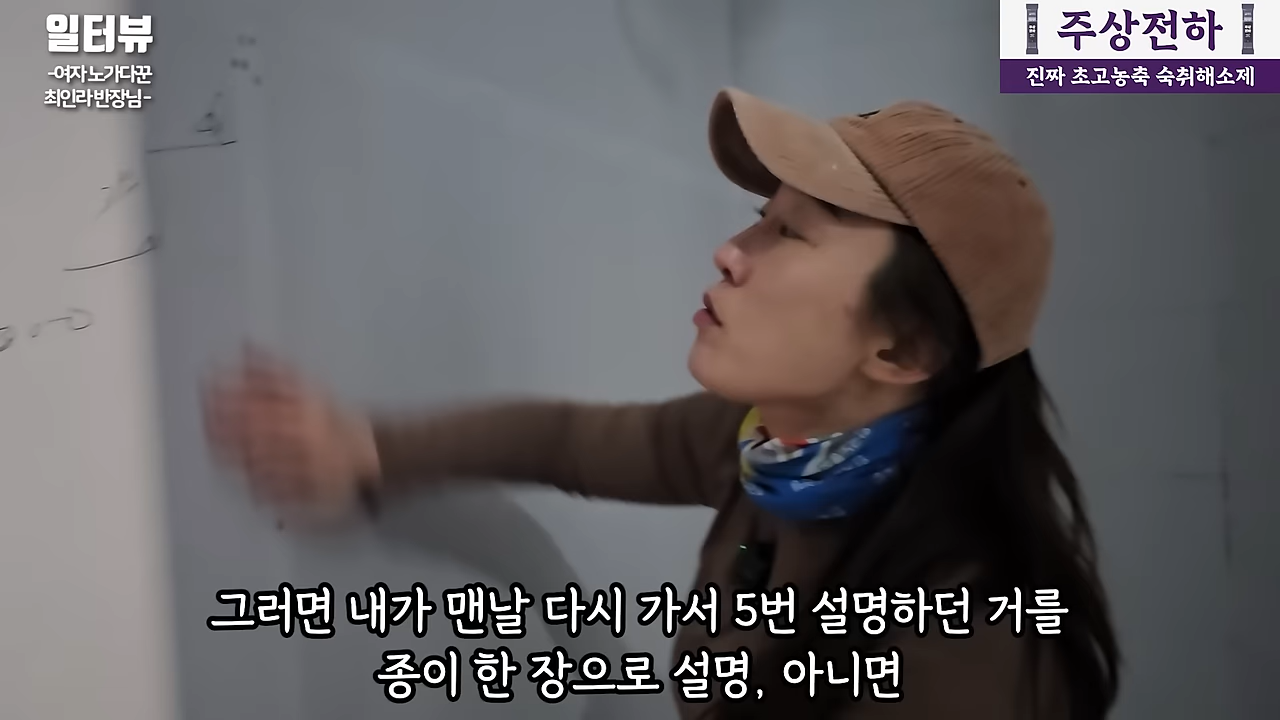 일터뷰
-여자 노가다꾼
최인라 반장님-
주상전하
진짜 초고농축 숙취해소제
그러면 내가 맨날 다시 가서 5번 설명하던 거를
종이 한 장으로 설명, 아니면